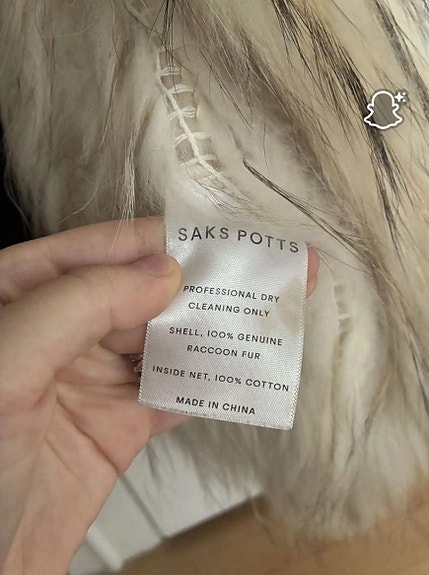 SAKS POTTS
PROFESSIONAL DRY
CLEANING ONLY
SHELL, 100% GENUINE
RACCOON FUR
INSIDE NET, 100% COTTON
MADE IN CHINA